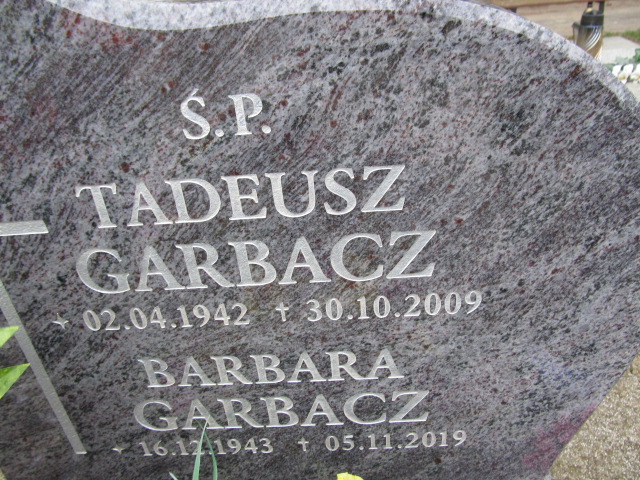 Ś.P.
TADEUSZ
GARBACZ
+ 02.04.1942 † 30.10.2009
BARBARA
GARBACZ
+ 16.12.1943 † 05.11.2019